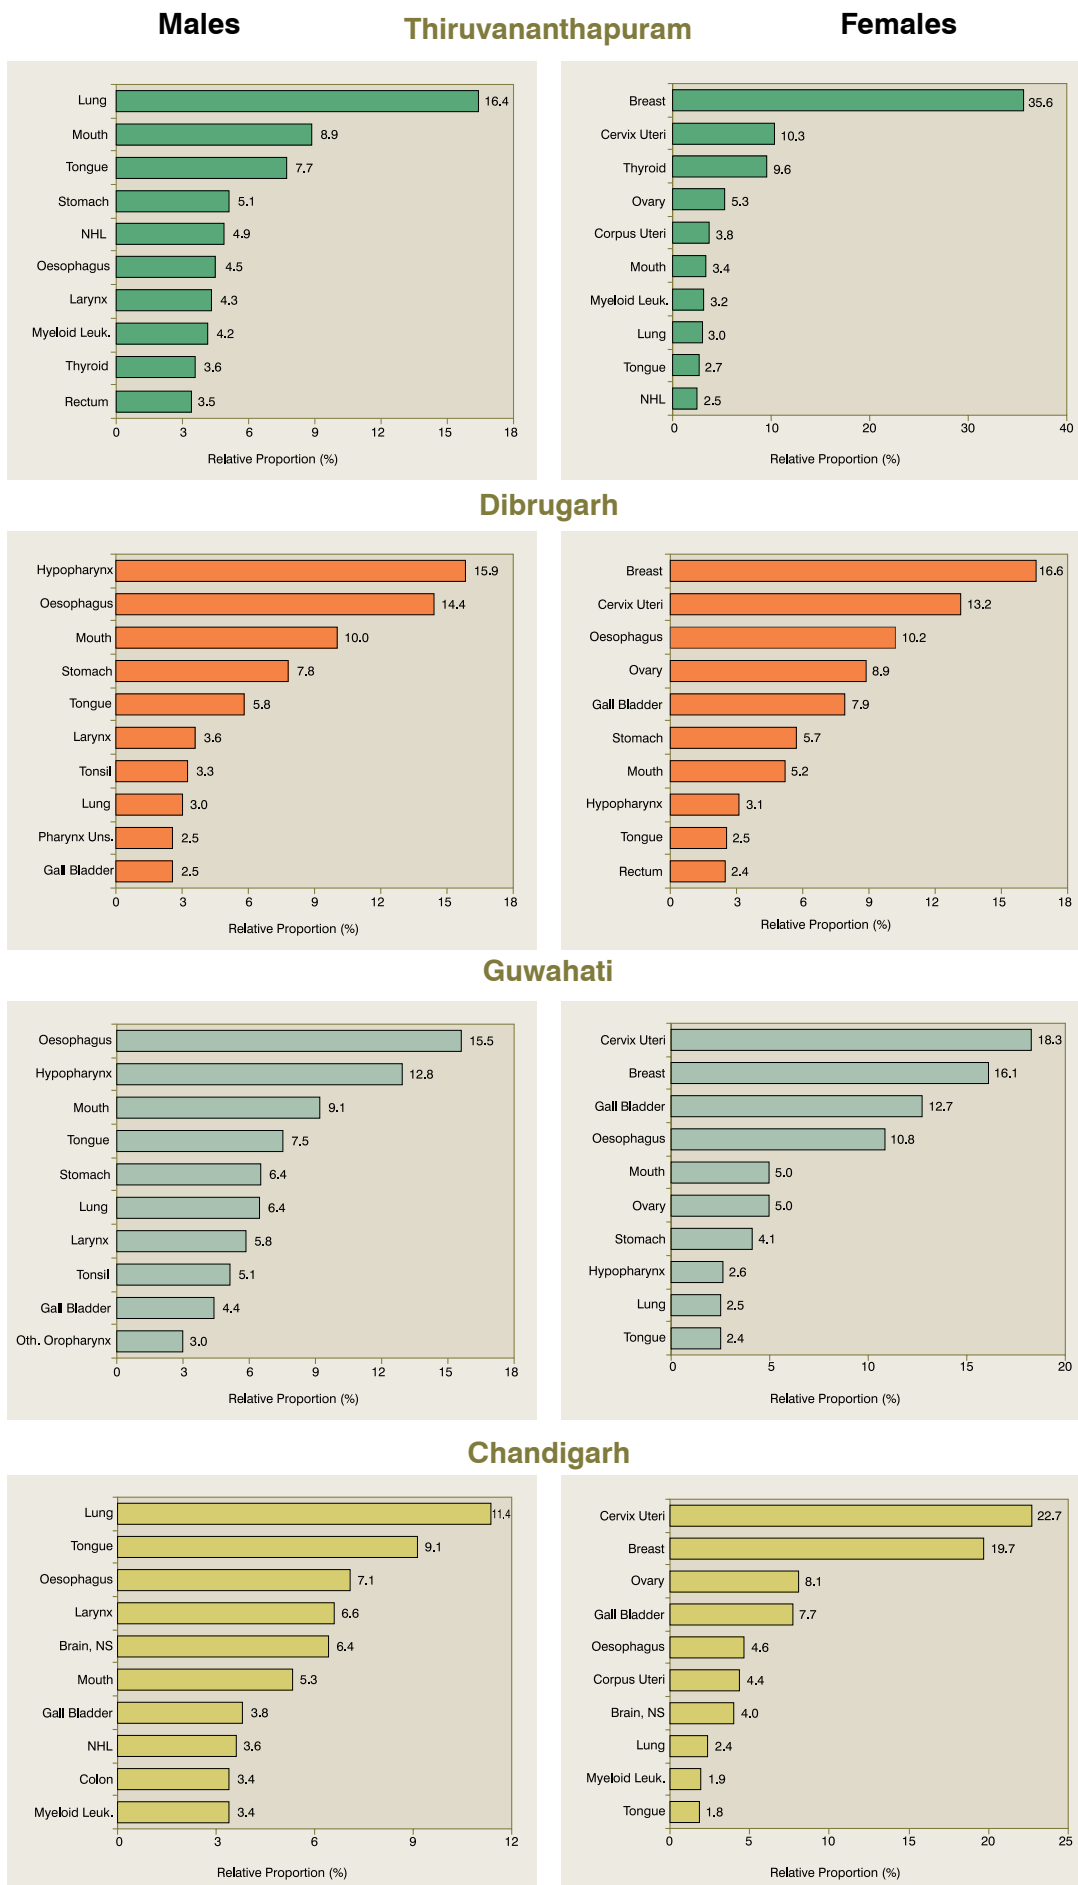 Males Thiruvananthapuram Females
Lung 16.4
Mouth 8.9
Tongue 7.7
Stomach 5.1
NHL 4.9
Oesophagus 4.5
Larynx 4.3
Myeloid Leuk. 4.2
Thyroid 3.6
Rectum 3.5
0 3 6 9 12 15 18
Relative Proportion (%)
Breast 35.6
Cervix Uteri 10.3
Thyroid 9.6
Ovary 5.3
Corpus Uteri 3.8
Mouth 3.4
Myeloid Leuk. 3.2
Lung 3.0
Tongue 2.7
NHL 2.5
0 10 20 30 40
Relative Proportion (%)
Dibrugarh
Hypopharynx 15.9
Oesophagus 14.4
Mouth 10.0
Stomach 7.8
Tongue 5.8
Larynx 3.6
Tonsil 3.3
Lung 3.0
Pharynx Uns. 2.5
Gall Bladder 2.5
0 3 6 9 12 15 18
Relative Proportion (%)
Breast 16.6
Cervix Uteri 13.2
Oesophagus 10.2
Ovary 8.9
Gall Bladder 7.9
Stomach 5.7
Mouth 5.2
Hypopharynx 3.1
Tongue 2.5
Rectum 2.4
0 3 6 9 12 15 18
Relative Proportion (%)
Guwahati
Oesophagus 15.5
Hypopharynx 12.8
Mouth 9.1
Tongue 7.5
Stomach 6.4
Lung 6.4
Larynx 5.8
Tonsil 5.1
Gall Bladder 4.4
Oth. Oropharynx 3.0
0 3 6 9 12 15 18
Relative Proportion (%)
Cervix Uteri 18.3
Breast 16.1
Gall Bladder 12.7
Oesophagus 10.8
Mouth 5.0
Ovary 5.0
Stomach 4.1
Hypopharynx 2.6
Lung 2.5
Tongue 2.4
0 5 10 15 20
Relative Proportion (%)
Chandigarh
Lung 11.4
Tongue 9.1
Oesophagus 7.1
Larynx 6.6
Brain, NS 6.4
Mouth 5.3
Gall Bladder 3.8
NHL 3.6
Colon 3.4
Myeloid Leuk. 3.4
0 3 6 9 12
Relative Proportion (%)
Cervix Uteri 22.7
Breast 19.7
Ovary 8.1
Gall Bladder 7.7
Oesophagus 4.6
Corpus Uteri 4.4
Brain, NS 4.0
Lung 2.4
Myeloid Leuk. 1.9
Tongue 1.8
0 5 10 15 20 25
Relative Proportion (%)